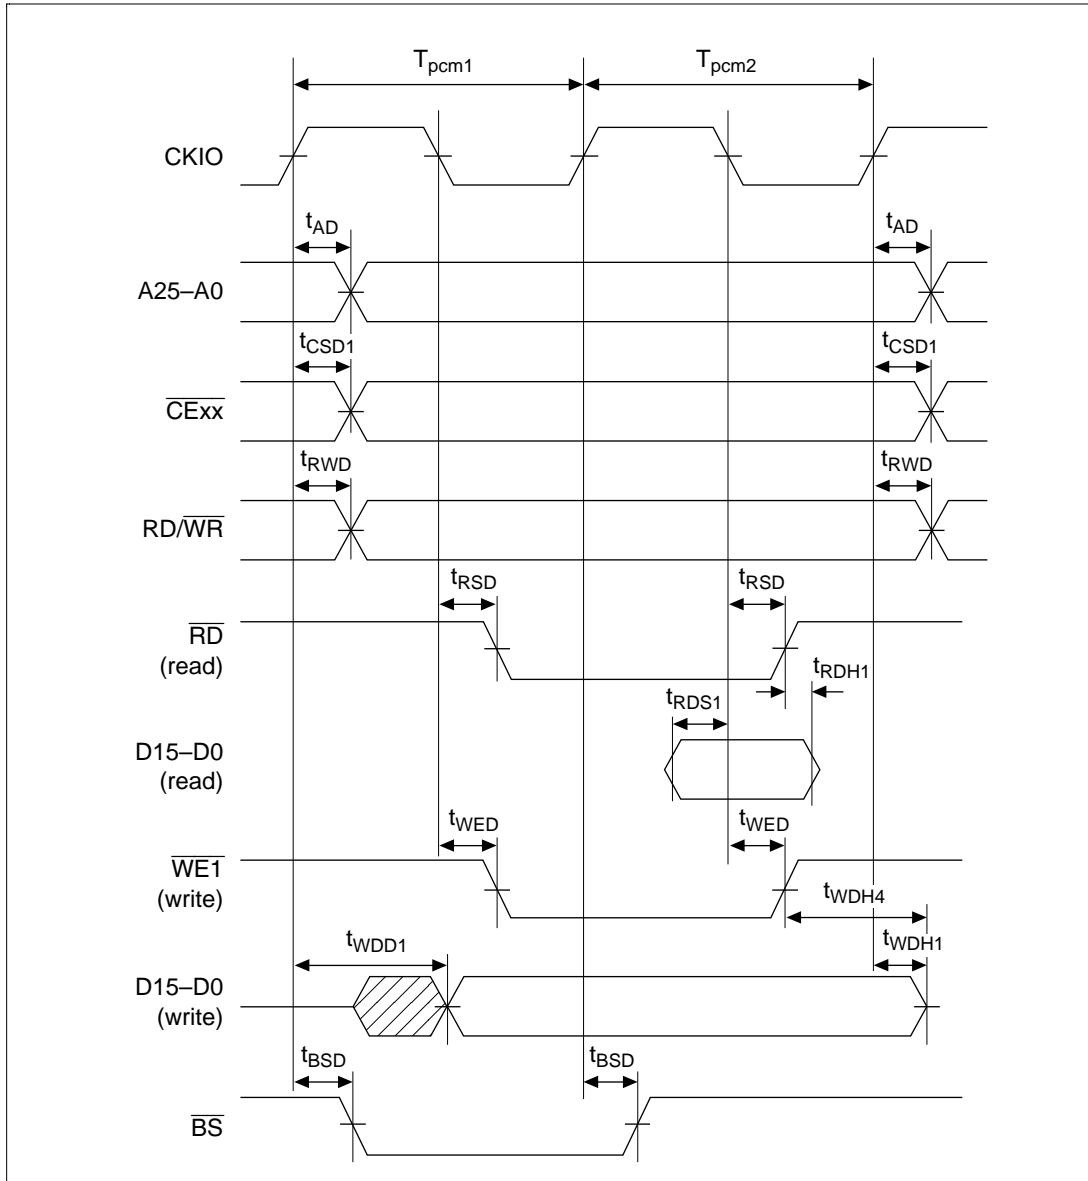 Tpcm1 Tpcm2
CKIO
tAD tAD
A25–A0
tCSD1 tCSD1
CExx
tRWD tRWD
RD/WR
tRSD tRSD
RD
(read)
tRDH1
tRDS1
D15–D0
(read)
tWED tWED
WE1
(write)
tWDH4
tWDD1 tWDH1
D15–D0
(write)
tBSD tBSD
BS